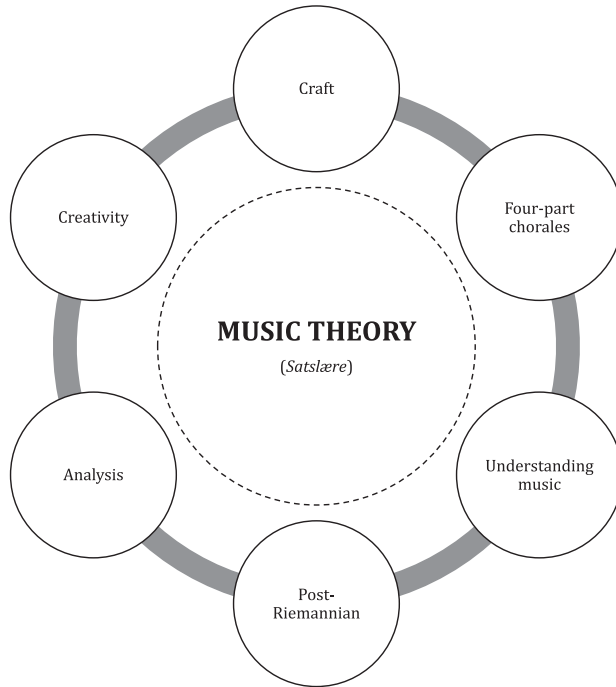 Craft
Four-part
chorales
Understanding
music
Post-
Riemannian
Analysis
Creativity
MUSIC THEORY
(Satslære)